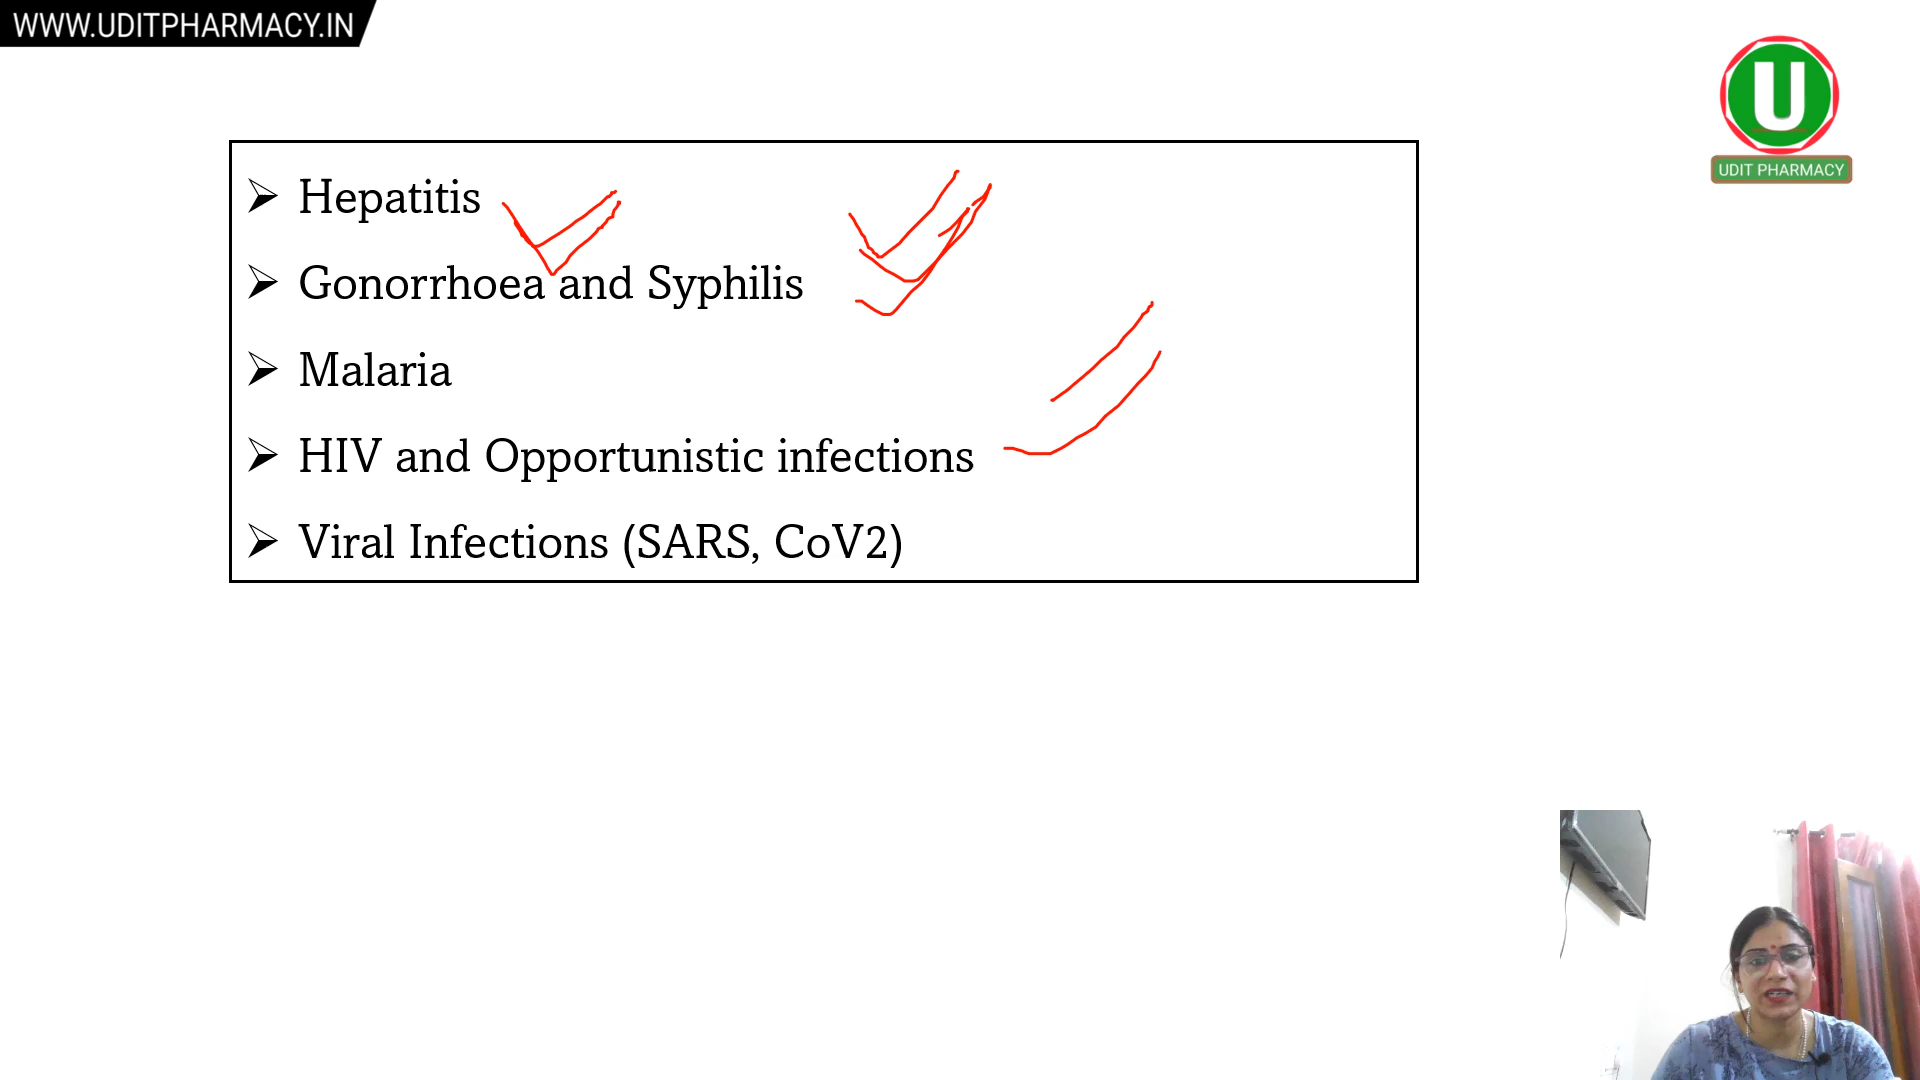 WWW.UDITPHARMACY.IN
U
UDIT PHARMACY
➢ Hepatitis
➢ Gonorrhoea and Syphilis
➢ Malaria
➢ HIV and Opportunistic infections
➢ Viral Infections (SARS, CoV2)